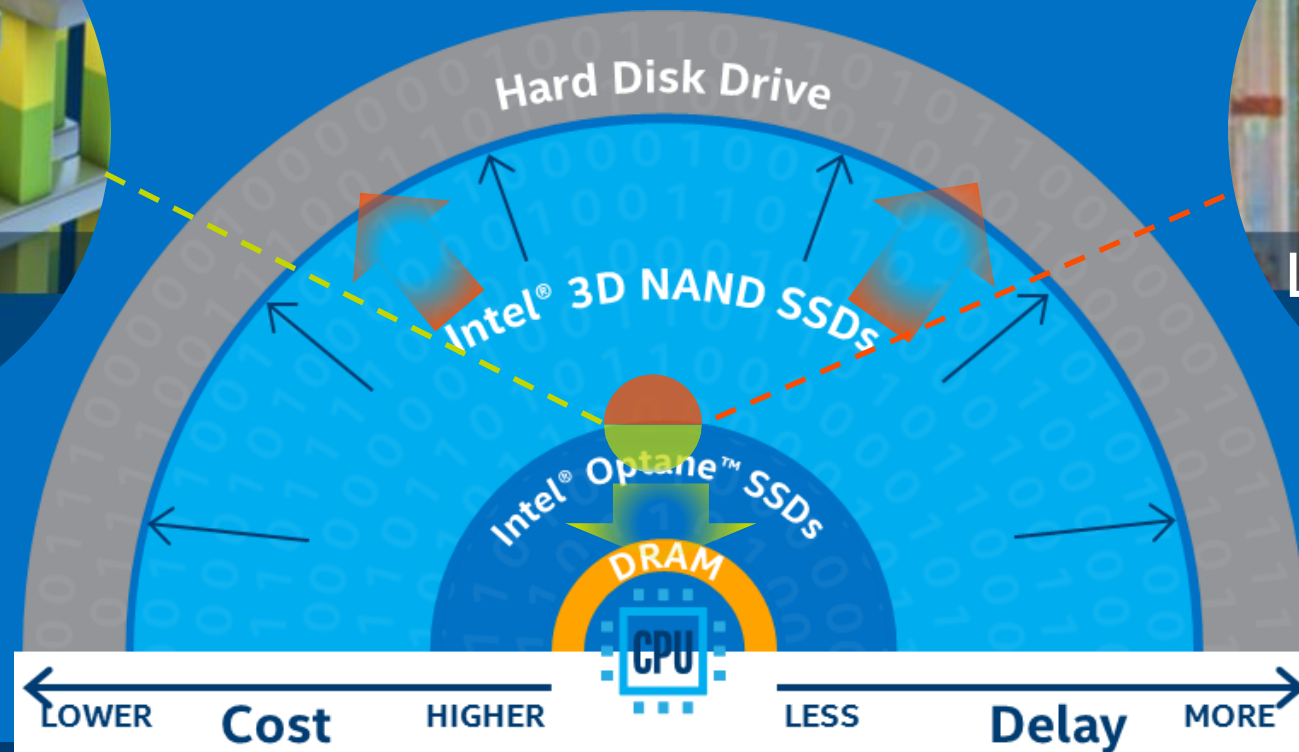 Hard Disk Drive
Intel® 3D NAND SSDs
Intel® Optane™ SSDs
DRAM
CPU
LOWER Cost HIGHER
LESS Delay MORE